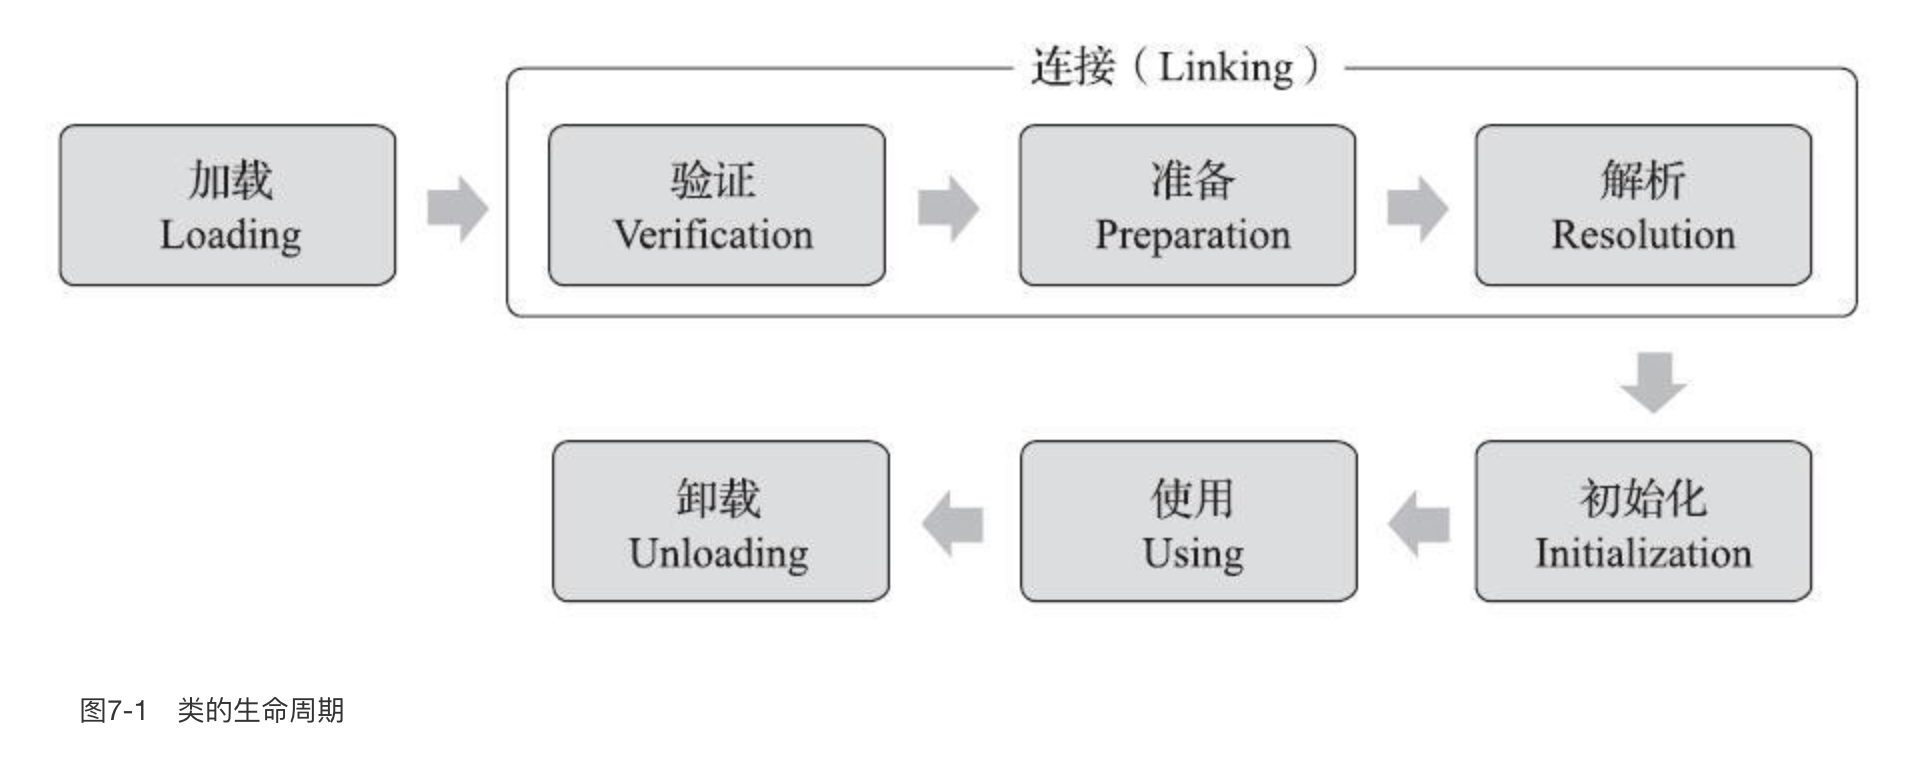 连接（Linking）
加载
Loading
验证
Verification
准备
Preparation
解析
Resolution
初始化
Initialization
使用
Using
卸载
Unloading
图7-1　类的生命周期